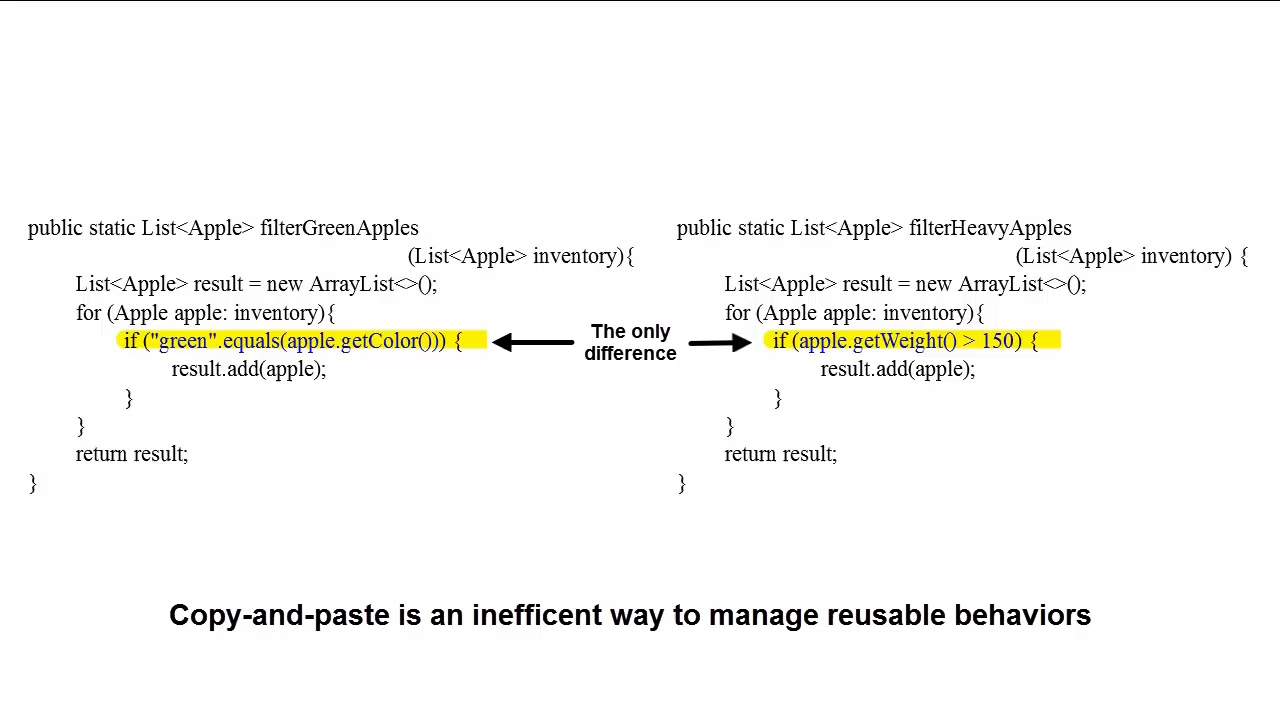 public static List<Apple> filterGreenApples
(List<Apple> inventory){
List<Apple> result = new ArrayList<>();
for (Apple apple: inventory){
if ("green".equals(apple.getColor())) {
result.add(apple);
}
}
return result;
}
The only
difference
public static List<Apple> filterHeavyApples
(List<Apple> inventory) {
List<Apple> result = new ArrayList<>();
for (Apple apple: inventory){
if (apple.getWeight() > 150) {
result.add(apple);
}
}
return result;
}
Copy-and-paste is an inefficent way to manage reusable behaviors